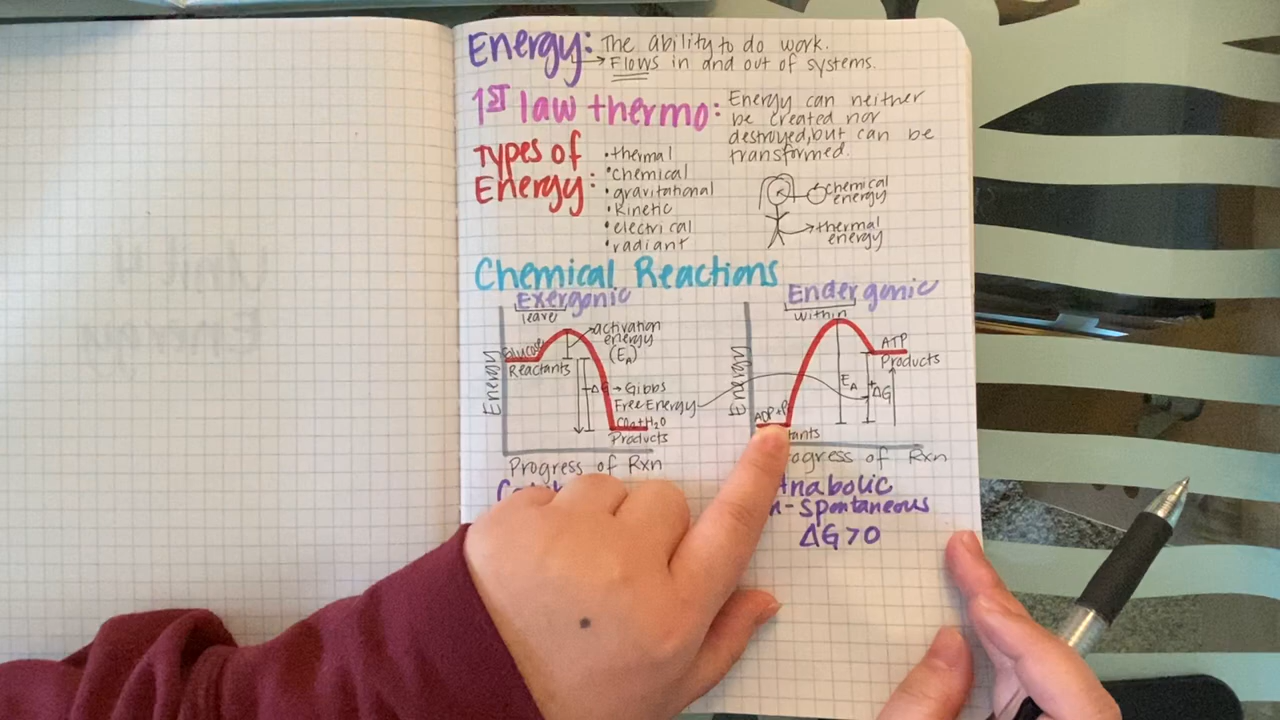 Energy: The ability to do work.
→ Flows in and out of systems.
1ST law thermo: Energy can neither
be created nor
destroyed, but can be
transformed.
Types of
Energy:
• thermal
• chemical
• gravitational
• kinetic
• electrical
• radiant
chemical
energy
thermal
energy
Chemical Reactions
Exergonic
leave
activation
energy
(EA)
Glucose
Reactants
Energy
ΔG → Gibbs
Free Energy
CO2+H2O
Products
Progress of Rxn
Endergonic
within
ATP
Products
Energy
EA
+ΔG
ADP+Pi
tants
ogress of Rxn
Anabolic
n-spontaneous
ΔG>0